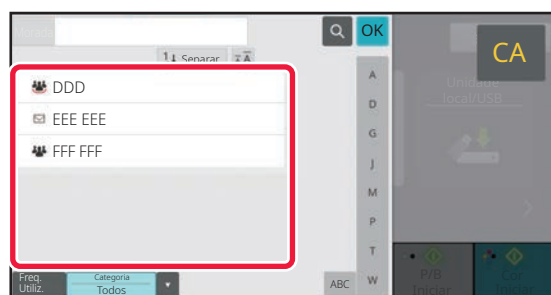 Morada
OK
CA
1 Separar
DDD
EEE EEE
FFF FFF
A
D
G
J
M
P
T
W
Unidade
local/USB
Freq.
Utiliz.
Categoria
Todos
ABC
P/B
Iniciar
Cor
Iniciar